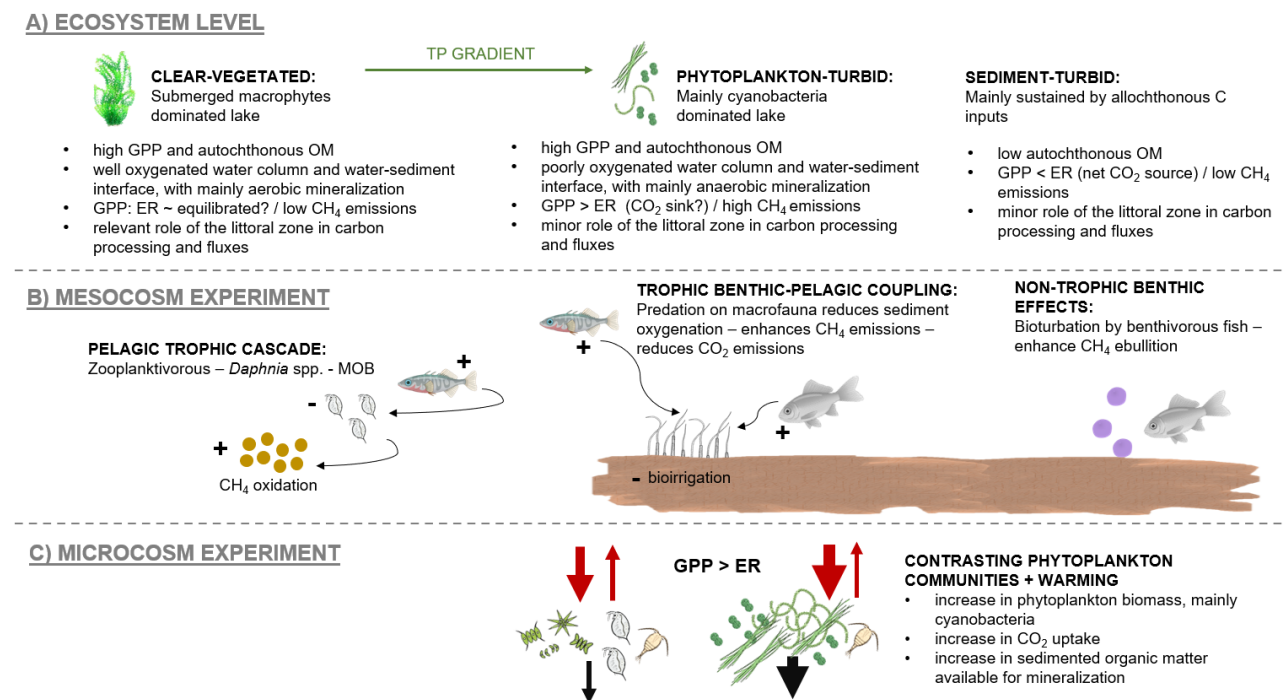 A) ECOSYSTEM LEVEL
TP GRADIENT
CLEAR-VEGETATED:
Submerged macrophytes
dominated lake
• high GPP and autochthonous OM
• well oxygenated water column and water-sediment
interface, with mainly aerobic mineralization
• GPP: ER ~ equilibrated? / low CH₄ emissions
• relevant role of the littoral zone in carbon
processing and fluxes
PHYTOPLANKTON-TURBID:
Mainly cyanobacteria
dominated lake
• high GPP and autochthonous OM
• poorly oxygenated water column and water-sediment
interface, with mainly anaerobic mineralization
• GPP > ER (CO₂ sink?) / high CH₄ emissions
• minor role of the littoral zone in carbon processing
and fluxes
SEDIMENT-TURBID:
Mainly sustained by allochthonous C
inputs
• low autochthonous OM
• GPP < ER (net CO₂ source) / low CH₄
emissions
• minor role of the littoral zone in carbon
processing and fluxes
B) MESOCOSM EXPERIMENT
PELAGIC TROPHIC CASCADE:
Zooplanktivorous – Daphnia spp. - MOB
+
-
+
CH₄ oxidation
TROPHIC BENTHIC-PELAGIC COUPLING:
Predation on macrofauna reduces sediment
oxygenation – enhances CH₄ emissions –
reduces CO₂ emissions
+
+
- bioirrigation
NON-TROPHIC BENTHIC
EFFECTS:
Bioturbation by benthivorous fish –
enhance CH₄ ebullition
C) MICROCOSM EXPERIMENT
GPP > ER
CONTRASTING PHYTOPLANKTON
COMMUNITIES + WARMING
• increase in phytoplankton biomass, mainly
cyanobacteria
• increase in CO₂ uptake
• increase in sedimented organic matter
available for mineralization